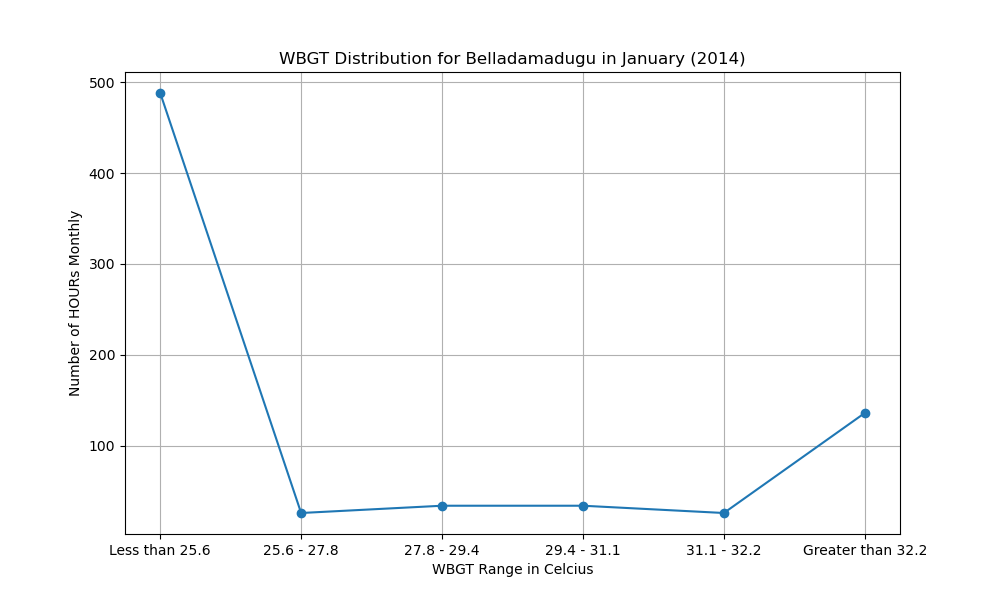 WBGT Distribution for Belladamadugu in January (2014)
500
400
300
200
100
Number of HOURs Monthly
Less than 25.6
25.6 - 27.8
27.8 - 29.4
29.4 - 31.1
31.1 - 32.2
Greater than 32.2
WBGT Range in Celcius